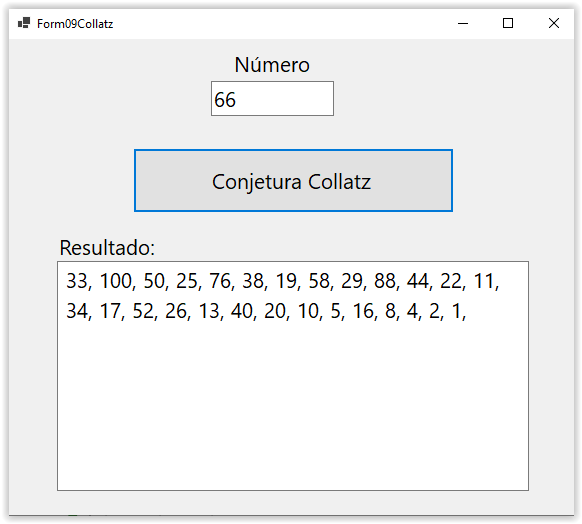 Form09Collatz
Número
66
Conjetura Collatz
Resultado:
33, 100, 50, 25, 76, 38, 19, 58, 29, 88, 44, 22, 11,
34, 17, 52, 26, 13, 40, 20, 10, 5, 16, 8, 4, 2, 1,